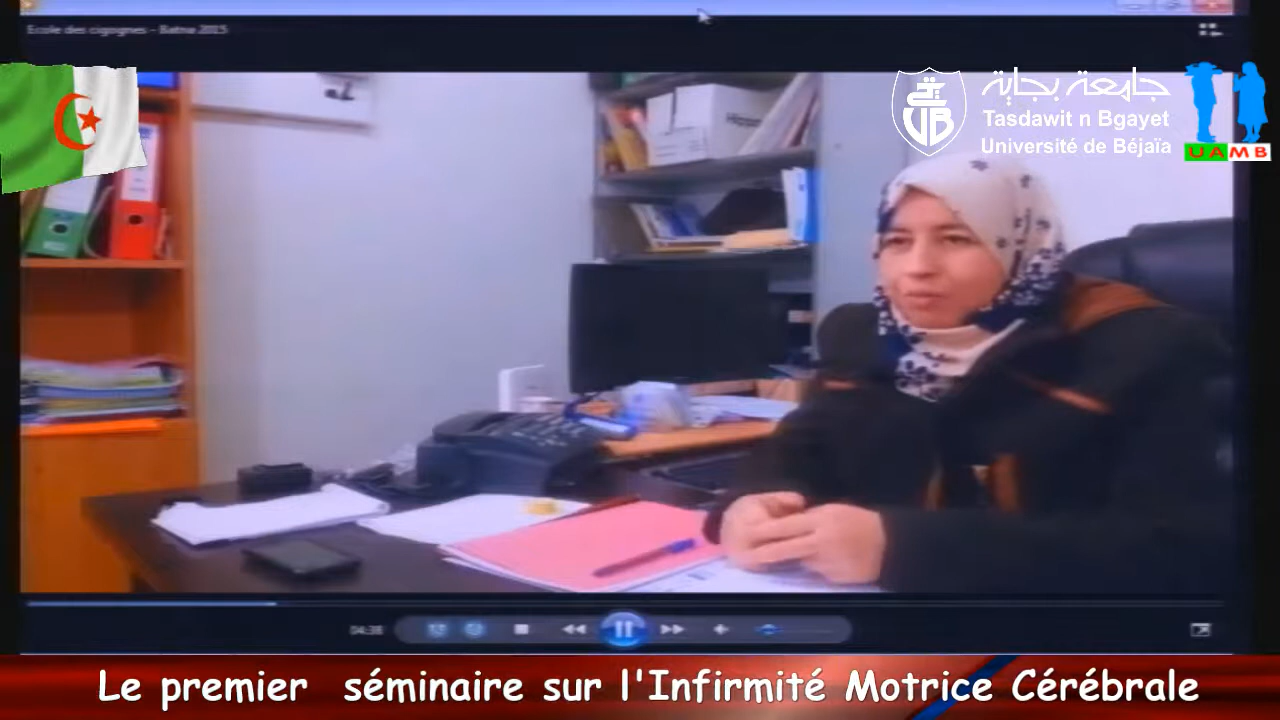 Ecole des cigognes - Batna 2015
جامعة بجاية
Tasdawit n Bgayet
Université de Béjaïa
UAMB
04:38
Le premier séminaire sur l'Infirmité Motrice Cérébrale